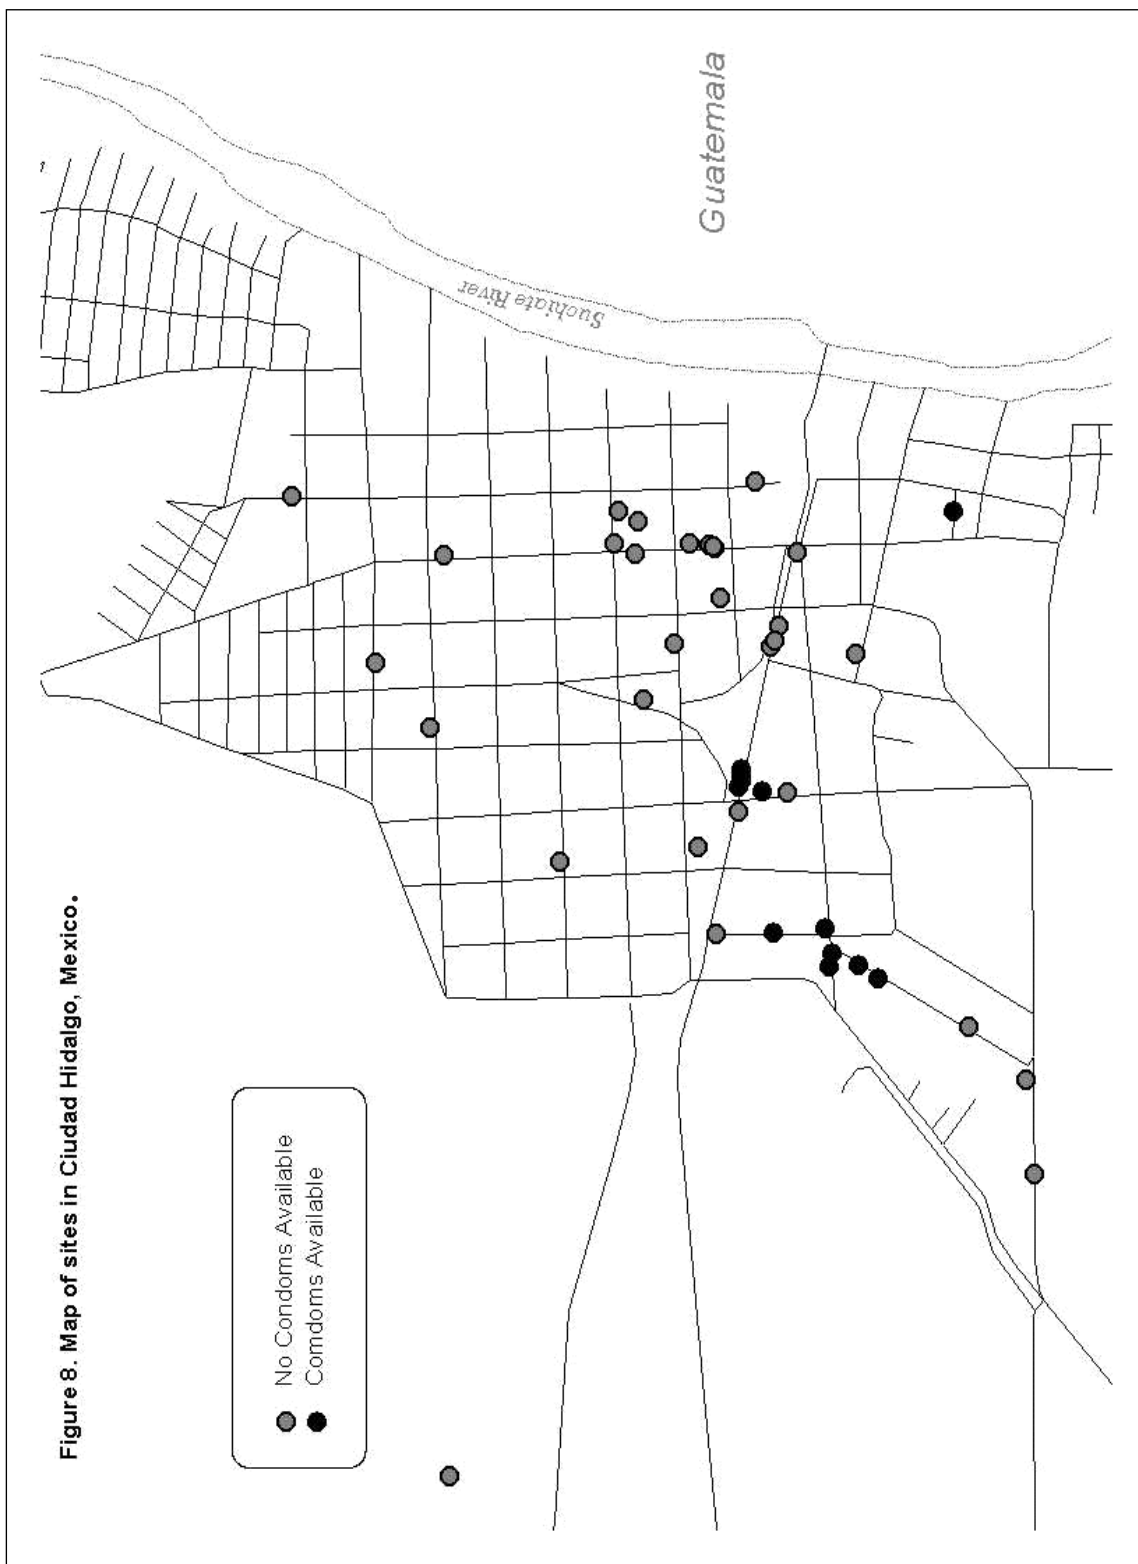 Figure 8. Map of sites in Ciudad Hidalgo, Mexico.
No Condoms Available
Comdoms Available
Suchiate River
Guatemala